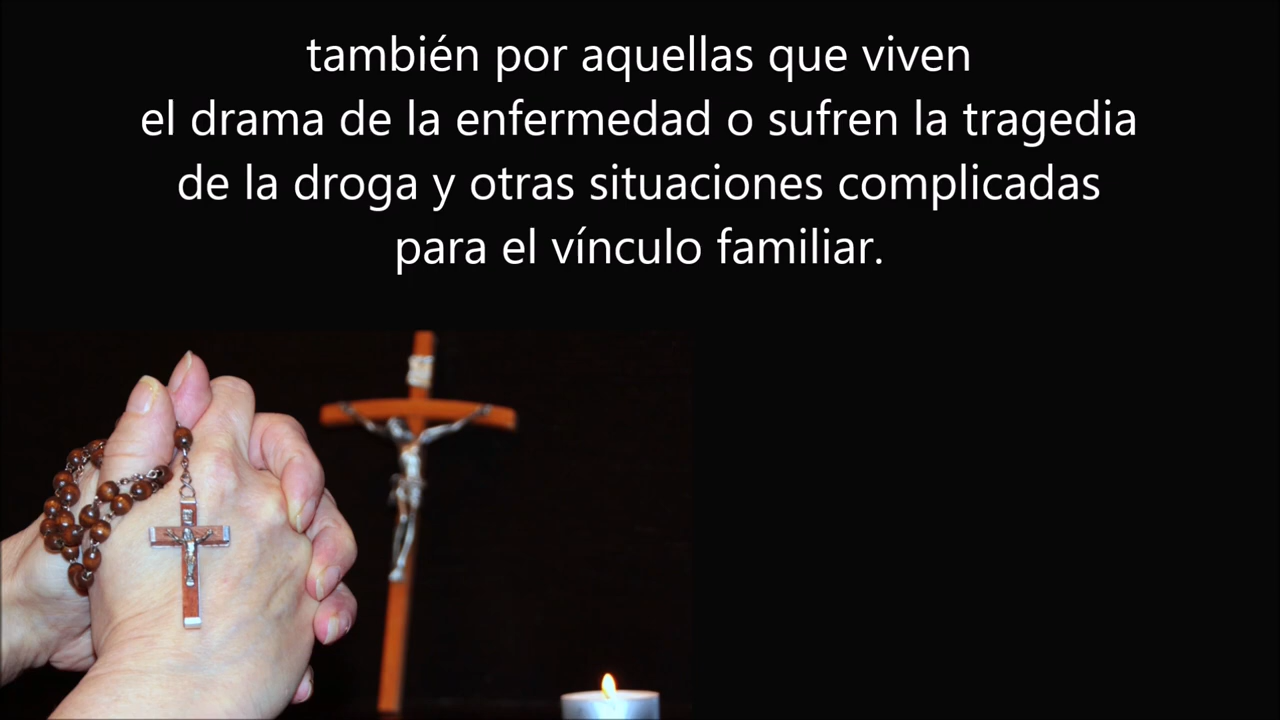 también por aquellas que viven
el drama de la enfermedad o sufren la tragedia
de la droga y otras situaciones complicadas
para el vínculo familiar.